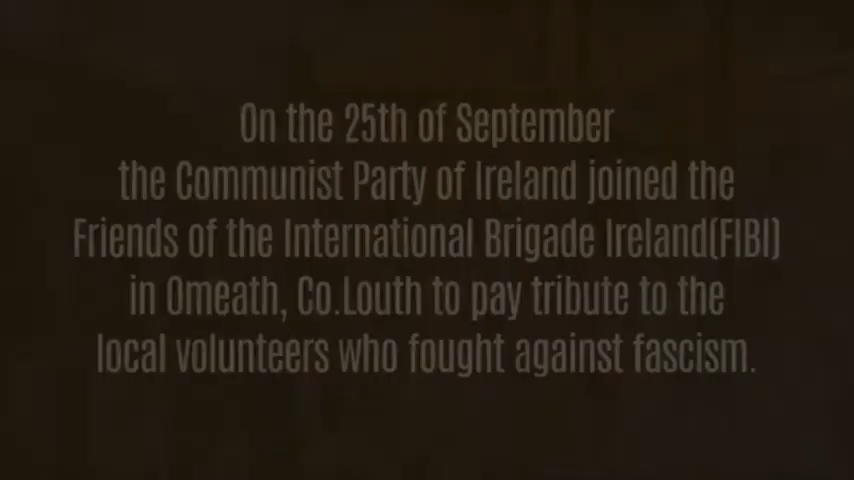 On the 25th of September
the Communist Party of Ireland joined the
Friends of the International Brigade Ireland(FIBI)
in Omeath, Co.Louth to pay tribute to the
local volunteers who fought against fascism.